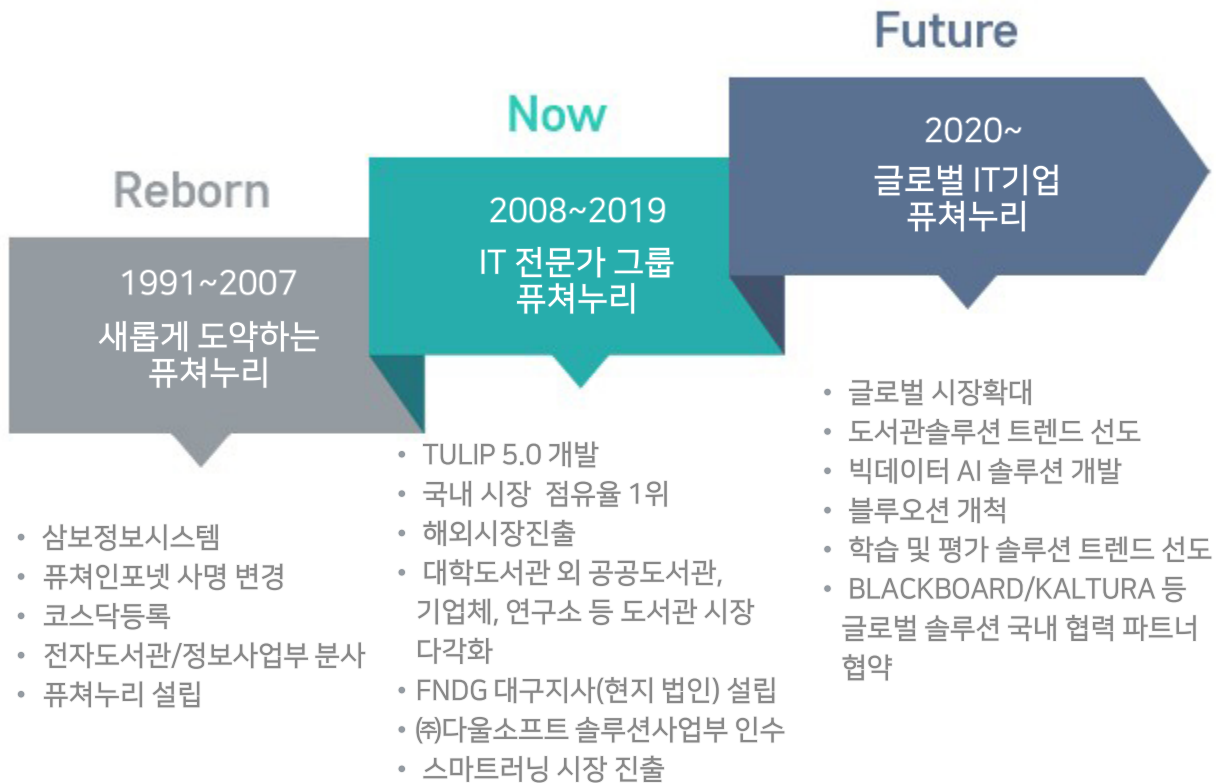 Reborn
1991~2007
새롭게 도약하는
퓨쳐누리
• 삼보정보시스템
• 퓨쳐인포넷 사명 변경
• 코스닥등록
• 전자도서관/정보사업부 분사
• 퓨쳐누리 설립
Now
2008~2019
IT 전문가 그룹
퓨쳐누리
• TULIP 5.0 개발
• 국내 시장 점유율 1위
• 해외시장진출
• 대학도서관 외 공공도서관,
기업체, 연구소 등 도서관 시장
다각화
• FNDG 대구지사(현지 법인) 설립
• ㈜다울소프트 솔루션사업부 인수
• 스마트러닝 시장 진출
Future
2020~
글로벌 IT기업
퓨쳐누리
• 글로벌 시장확대
• 도서관솔루션 트렌드 선도
• 빅데이터 AI 솔루션 개발
• 블루오션 개척
• 학습 및 평가 솔루션 트렌드 선도
• BLACKBOARD/KALTURA 등
글로벌 솔루션 국내 협력 파트너
협약